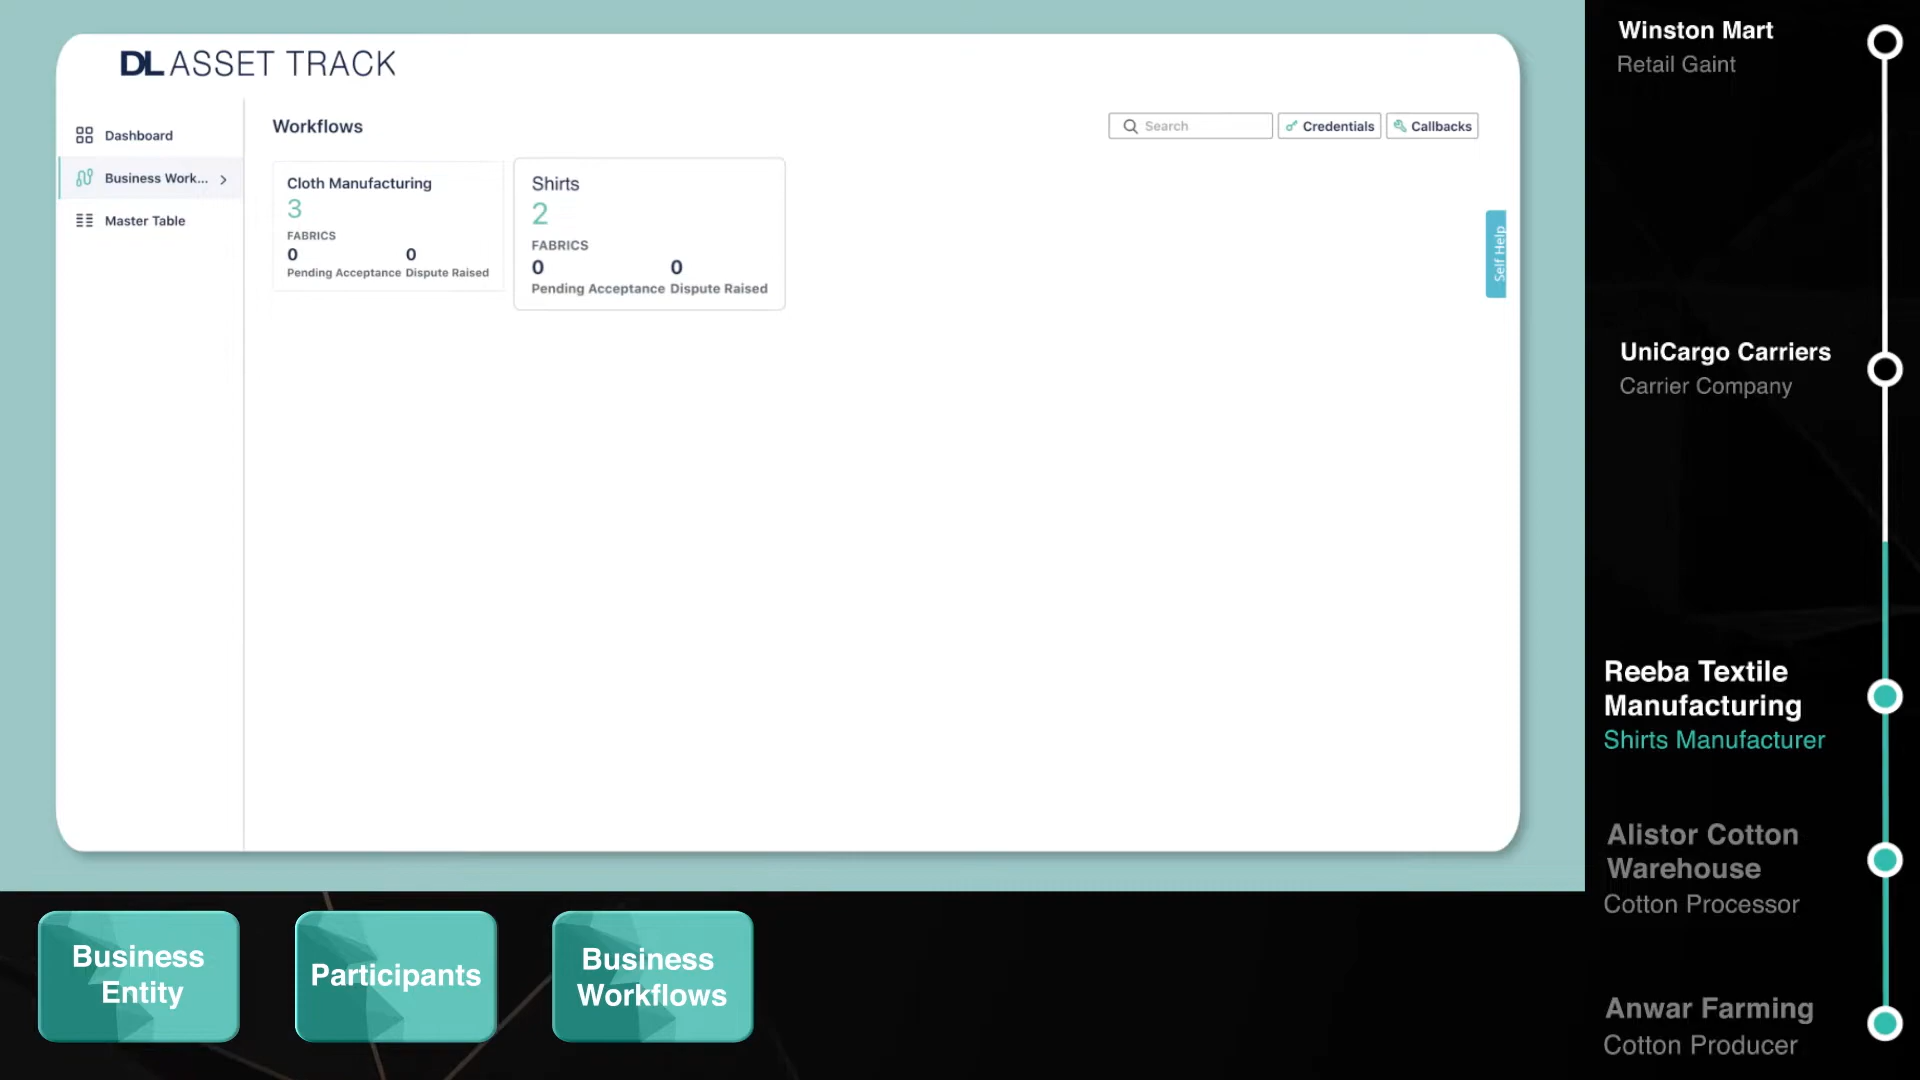 DL ASSET TRACK
Dashboard
Business Work...
Master Table
Workflows
Search
Credentials
Callbacks
Cloth Manufacturing
3
FABRICS
0 0
Pending Acceptance Dispute Raised
Shirts
2
FABRICS
0 0
Pending Acceptance Dispute Raised
Self Help
Business
Entity
Participants
Business
Workflows
Winston Mart
Retail Gaint
UniCargo Carriers
Carrier Company
Reeba Textile
Manufacturing
Shirts Manufacturer
Alistor Cotton
Warehouse
Cotton Processor
Anwar Farming
Cotton Producer